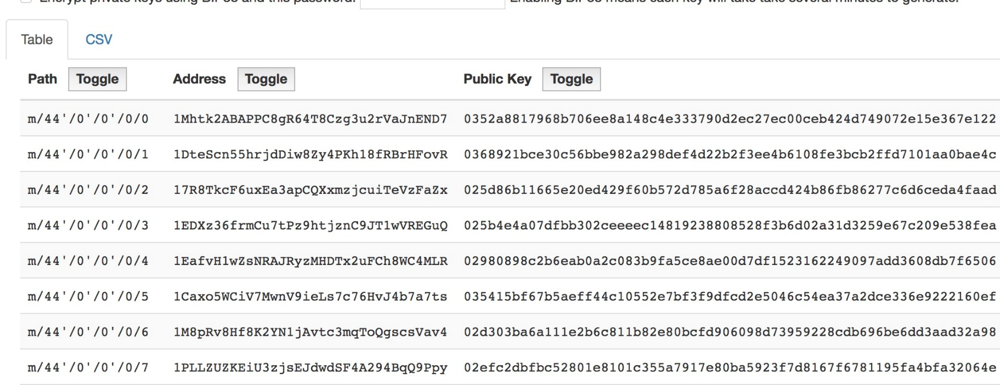 Encrypt private keys using BIP38 and this password: Enabling BIP38 means each key will take take several minutes to generate.
Table CSV
Path Toggle Address Toggle Public Key Toggle
m/44'/0'/0'/0/0 1Mhtk2ABAPPC8gR64T8Czg3u2rVaJnEND7 0352a8817968b706ee8a148c4e333790d2ec27ec00ceb424d749072e15e367e122
m/44'/0'/0'/0/1 1DteScn55hrjdDiw8Zy4PKh18fRBrHFovR 0368921bce30c56bbe982a298def4d22b2f3ee4b6108fe3bcb2ffd7101aa0bae4c
m/44'/0'/0'/0/2 17R8TkcF6uxEa3apCQXxmzjcuiTeVzFaZx 025d86b11665e20ed429f60b572d785a6f28accd424b86fb86277c6d6ceda4faad
m/44'/0'/0'/0/3 1EDXz36frmCu7tPz9htjznC9JT1wVREGuQ 025b4e4a07dfbb302ceeeec14819238808528f3b6d02a31d3259e67c209e538fea
m/44'/0'/0'/0/4 1EafvH1wZsNRAJRyzMHDTx2uFCh8WC4MLR 02980898c2b6eab0a2c083b9fa5ce8ae00d7df1523162249097add3608db7f6506
m/44'/0'/0'/0/5 1Caxo5WCiV7MwnV9ieLs7c76HvJ4b7a7ts 035415bf67b5aeff44c10552e7bf3f9dfcd2e5046c54ea37a2dce336e9222160ef
m/44'/0'/0'/0/6 1M8pRv8Hf8K2YN1jAvtc3mqToQgscsVav4 02d303ba6a111e2b6c811b82e80bcfd906098d73959228cdb696be6dd3aad32a98
m/44'/0'/0'/0/7 1PLLZUZKEiU3zjsEJdwdSF4A294BqQ9Ppy 02efc2dbfbc52801e8101c355a7917e80ba5923f7d8167f6781195fa4bfa32064e